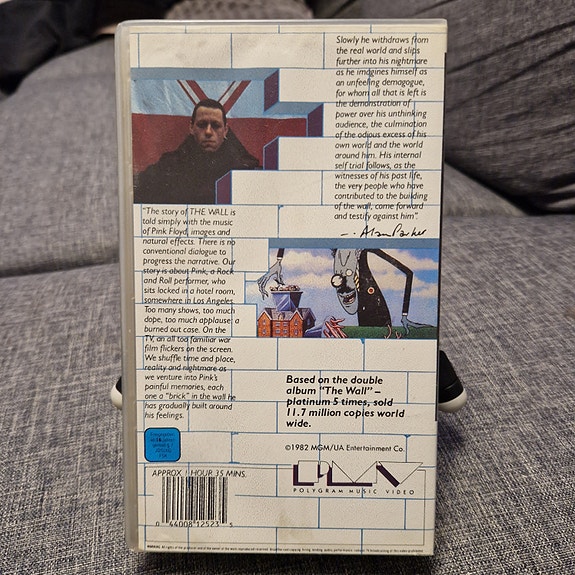 Slowly he withdraws from
the real world and slips
further into his nightmare
as he imagines himself as
an unfeeling demagogue,
for whom all that is left is
the demonstration of
power over his unthinking
audience, the culmination
of the odious excess of his
own world and the world
around him. His internal
self trial follows, as the
witnesses of his past life,
the very people who have
contributed to the building
of the wall, come forward
and testify against him".
Alan Parker
"The story of THE WALL is
told simply with the music
of Pink Floyd, images and
natural effects. There is no
conventional dialogue to
progress the narrative. Our
story is about Pink, a Rock
and Roll performer, who
sits locked in a hotel room,
somewhere in Los Angeles.
Too many shows, too much
dope, too much applause: a
burned out case. On the
TV, an all too familiar war
film flickers on the screen.
We shuffle time and place,
reality and nightmare as
we venture into Pink's
painful memories, each
one a "brick" in the wall he
has gradually built around
his feelings.
Based on the double
album "The Wall" –
platinum 5 times, sold
11.7 million copies world
wide.
©1982 MGM/UA Entertainment Co.
PMV
POLYGRAM MUSIC VIDEO
APPROX 1 HOUR 35 MINS.
0 44008 12523 5